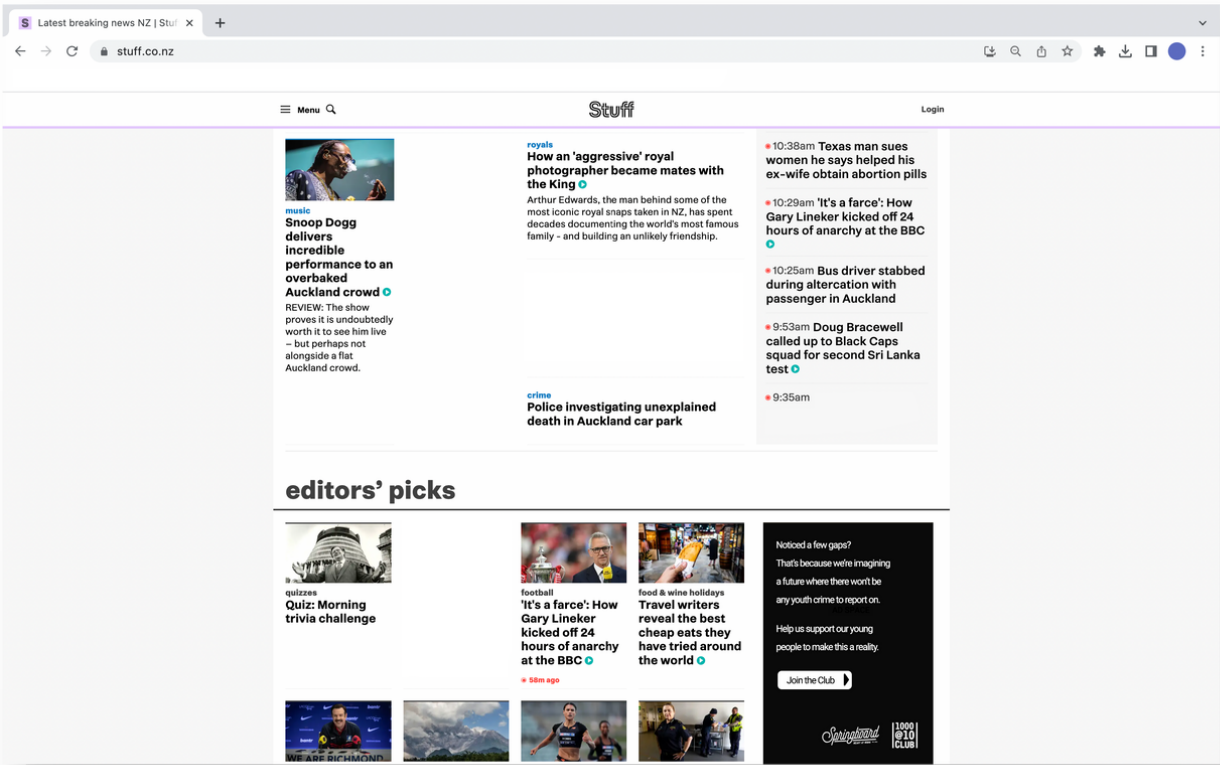 Latest breaking news NZ | Stuf
stuff.co.nz
Menu
Stuff
Login
music
Snoop Dogg
delivers
incredible
performance to an
overbaked
Auckland crowd
REVIEW: The show
proves it is undoubtedly
worth it to see him live
– but perhaps not
alongside a flat
Auckland crowd.
royals
How an 'aggressive' royal
photographer became mates with
the King
Arthur Edwards, the man behind some of the
most iconic royal snaps taken in NZ, has spent
decades documenting the world's most famous
family - and building an unlikely friendship.
crime
Police investigating unexplained
death in Auckland car park
10:38am Texas man sues
women he says helped his
ex-wife obtain abortion pills
10:29am 'It's a farce': How
Gary Lineker kicked off 24
hours of anarchy at the BBC
10:25am Bus driver stabbed
during altercation with
passenger in Auckland
9:53am Doug Bracewell
called up to Black Caps
squad for second Sri Lanka
test
9:35am
editors' picks
quizzes
Quiz: Morning
trivia challenge
football
'It's a farce': How
Gary Lineker
kicked off 24
hours of anarchy
at the BBC
58m ago
food & wine holidays
Travel writers
reveal the best
cheap eats they
have tried around
the world
Noticed a few gaps?
That's because we're imagining
a future where there won't be
any youth crime to report on.
Help us support our young
people to make this a reality.
Join the Club
Springboard
1000
@10
CLUB
WE ARE RICHMOND